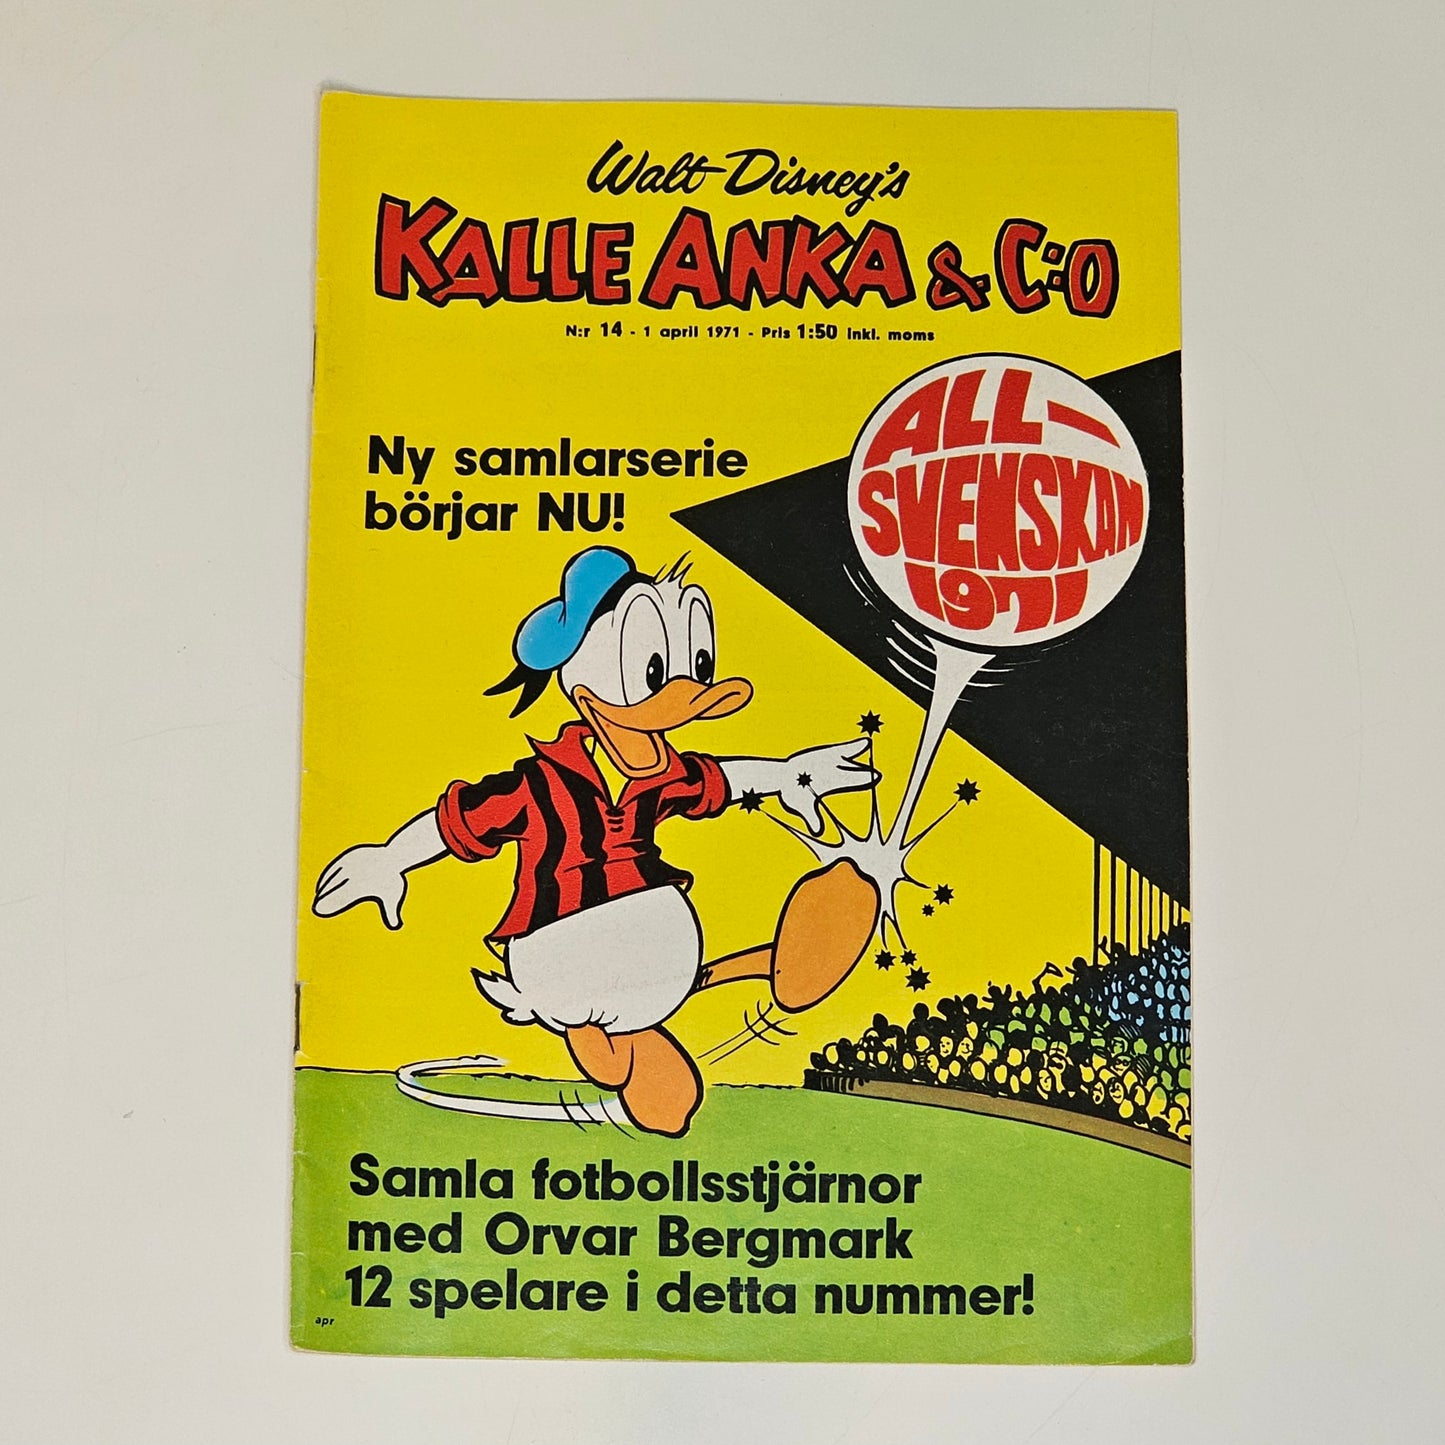 Walt Disney's
KALLE ANKA & C:O
N:r 14 - 1 april 1971 - Pris 1:50 inkl. moms
ALL-
SVENSKAN
1971
Ny samlarserie
börjar NU!
Samla fotbollsstjärnor
med Orvar Bergmark
12 spelare i detta nummer!
apr